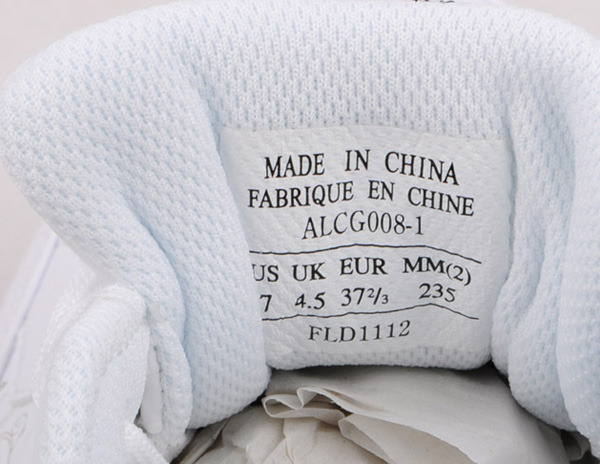 MADE IN CHINA
FABRIQUE EN CHINE
ALCG008-1
US UK EUR MM(2)
7 4.5 37⅔ 235
FLD1112